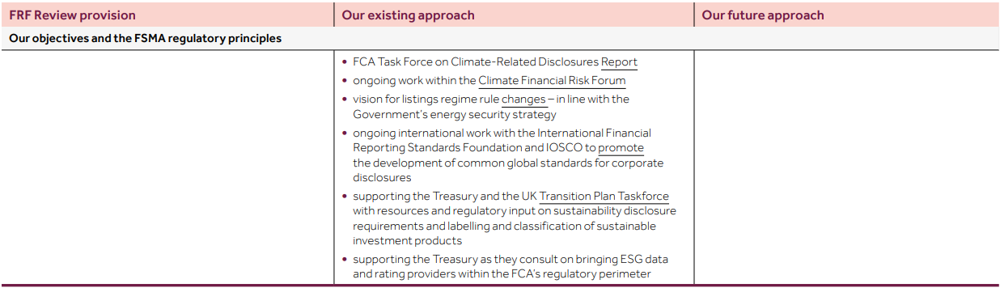 FRF Review provision
Our existing approach
Our future approach
Our objectives and the FSMA regulatory principles
• FCA Task Force on Climate-Related Disclosures Report
• ongoing work within the Climate Financial Risk Forum
• vision for listings regime rule changes – in line with the
Government's energy security strategy
• ongoing international work with the International Financial
Reporting Standards Foundation and IOSCO to promote
the development of common global standards for corporate
disclosures
• supporting the Treasury and the UK Transition Plan Taskforce
with resources and regulatory input on sustainability disclosure
requirements and labelling and classification of sustainable
investment products
• supporting the Treasury as they consult on bringing ESG data
and rating providers within the FCA's regulatory perimeter